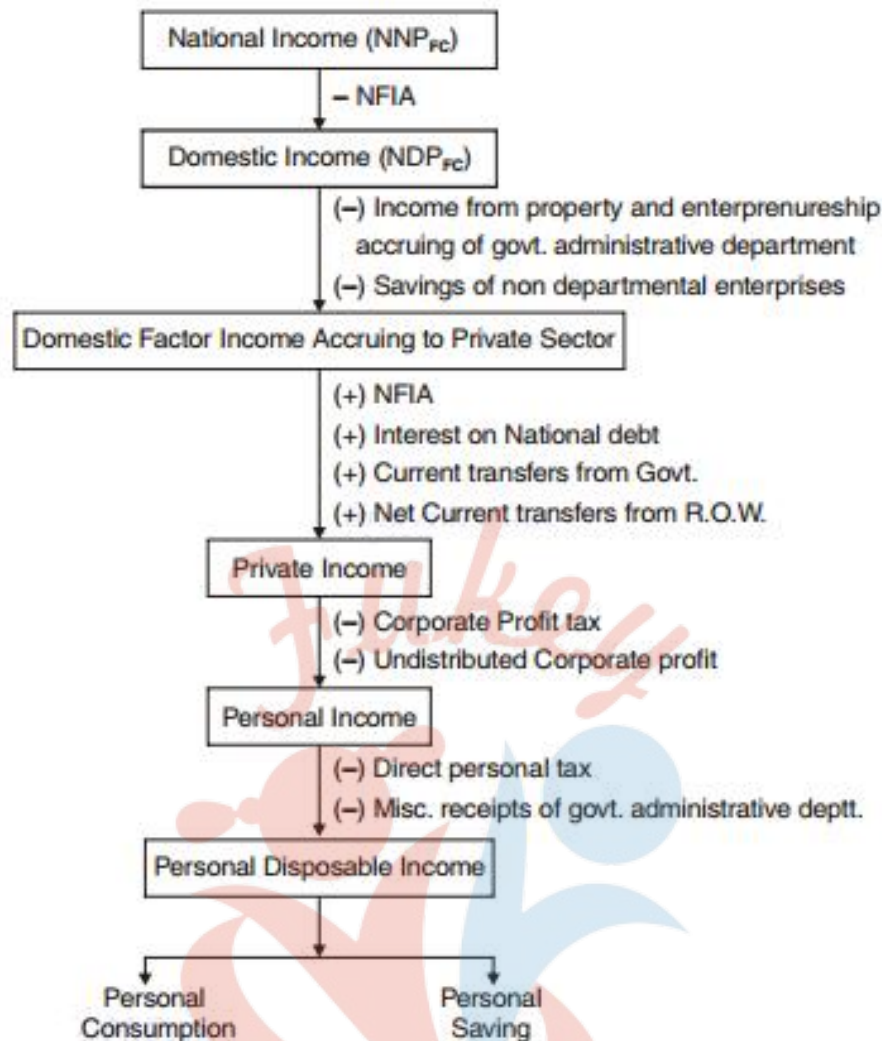 National Income (NNPFC)
– NFIA
Domestic Income (NDPFC)
(–) Income from property and enterprenureship
accruing of govt. administrative department
(–) Savings of non departmental enterprises
Domestic Factor Income Accruing to Private Sector
(+) NFIA
(+) Interest on National debt
(+) Current transfers from Govt.
(+) Net Current transfers from R.O.W.
Private Income
(–) Corporate Profit tax
(–) Undistributed Corporate profit
Personal Income
(–) Direct personal tax
(–) Misc. receipts of govt. administrative deptt.
Personal Disposable Income
Personal
Consumption
Personal
Saving
Jukey